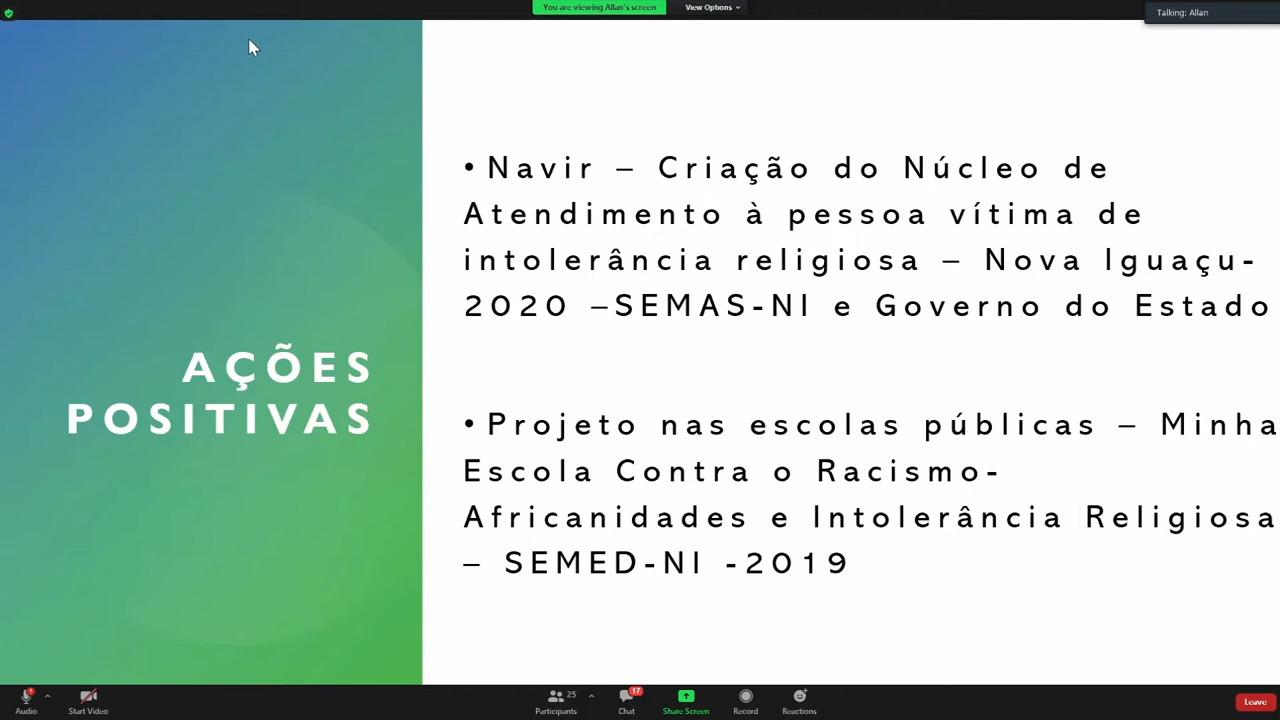 You are viewing Allan's screen
View Options
Talking: Allan
AÇÕES
POSITIVAS
• Navir – Criação do Núcleo de
Atendimento à pessoa vítima de
intolerância religiosa – Nova Iguaçu-
2020 –SEMAS-NI e Governo do Estado
• Projeto nas escolas públicas – Minha
Escola Contra o Racismo-
Africanidades e Intolerância Religiosa
– SEMED-NI -2019
Audio
Start Video
25
Participants
17
Chat
Share Screen
Record
Reactions
Leave